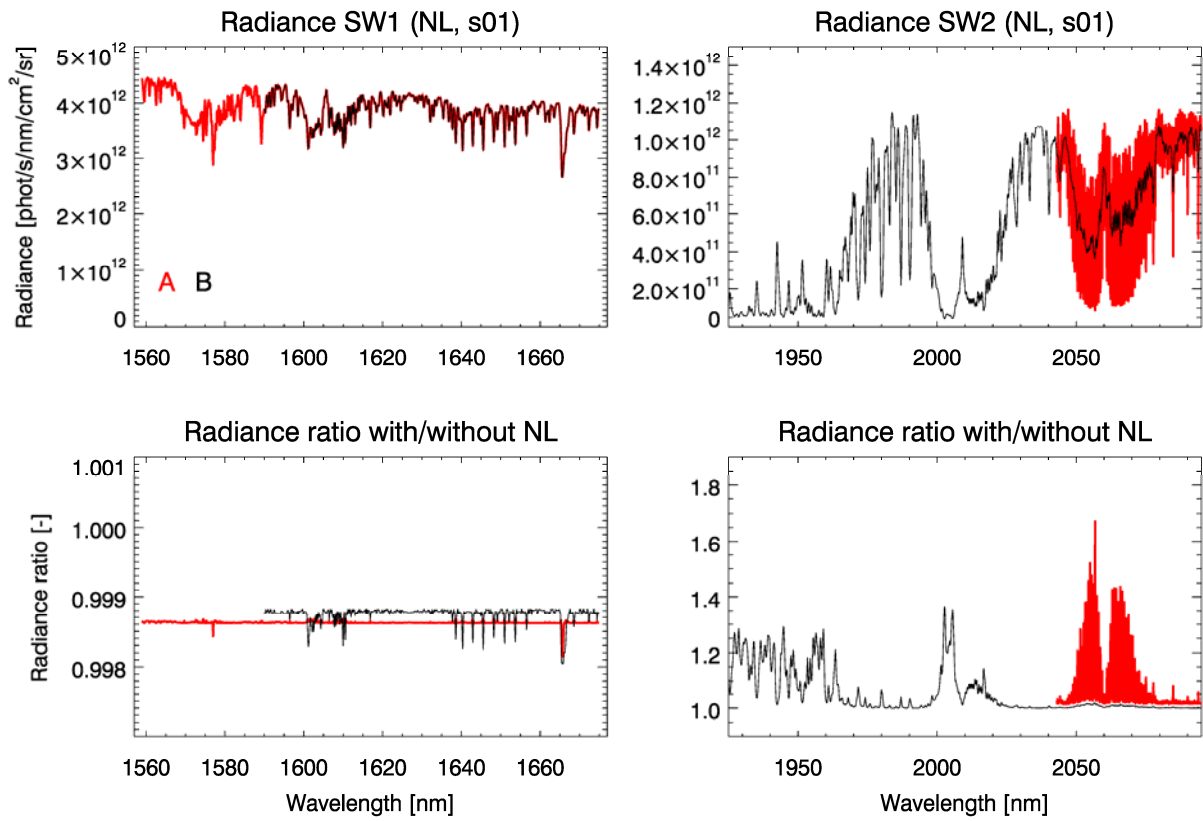 Radiance SW1 (NL, s01)
Radiance [phot/s/nm/cm²/sr]
5×10¹²
4×10¹²
3×10¹²
2×10¹²
1×10¹²
0
A B
1560 1580 1600 1620 1640 1660
Radiance SW2 (NL, s01)
1.4×10¹²
1.2×10¹²
1.0×10¹²
8.0×10¹¹
6.0×10¹¹
4.0×10¹¹
2.0×10¹¹
0
1950 2000 2050
Radiance ratio with/without NL
Radiance ratio [-]
1.001
1.000
0.999
0.998
1560 1580 1600 1620 1640 1660
Wavelength [nm]
Radiance ratio with/without NL
1.8
1.6
1.4
1.2
1.0
1950 2000 2050
Wavelength [nm]